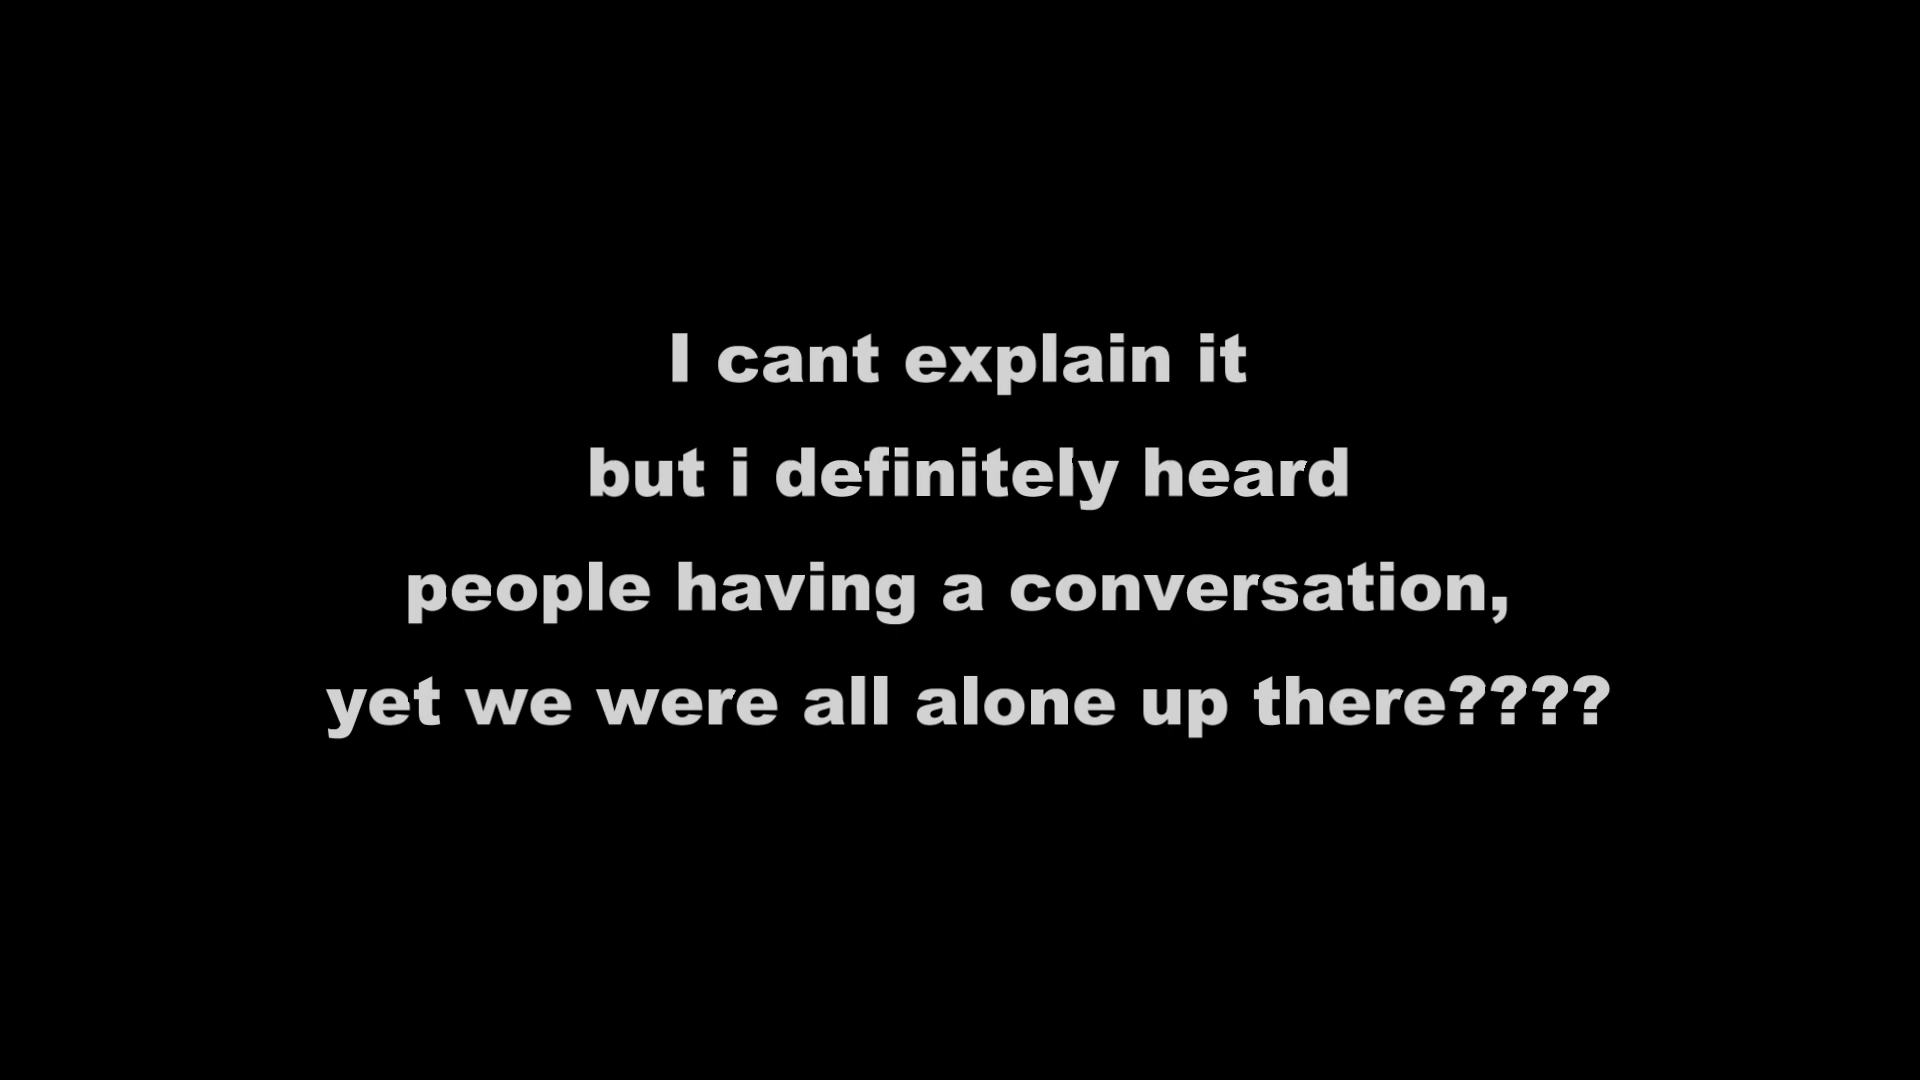 I cant explain it
but i definitely heard
people having a conversation,
yet we were all alone up there????